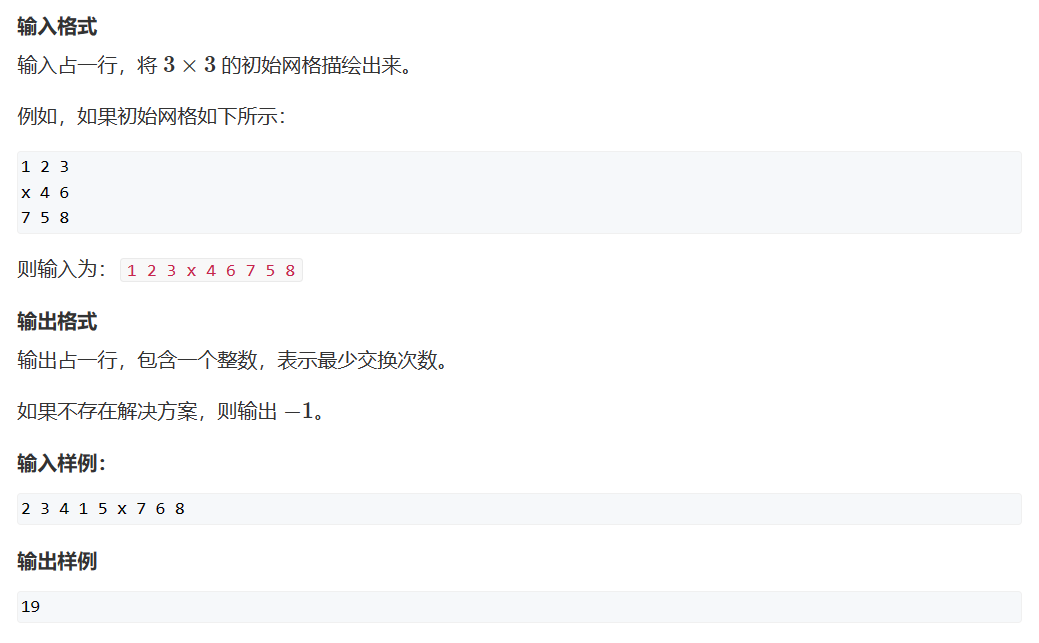 输入格式
输入占一行，将 3 × 3 的初始网格描绘出来。
例如，如果初始网格如下所示：
1 2 3
x 4 6
7 5 8
则输入为： 1 2 3 x 4 6 7 5 8
输出格式
输出占一行，包含一个整数，表示最少交换次数。
如果不存在解决方案，则输出 −1。
输入样例：
2 3 4 1 5 x 7 6 8
输出样例
19